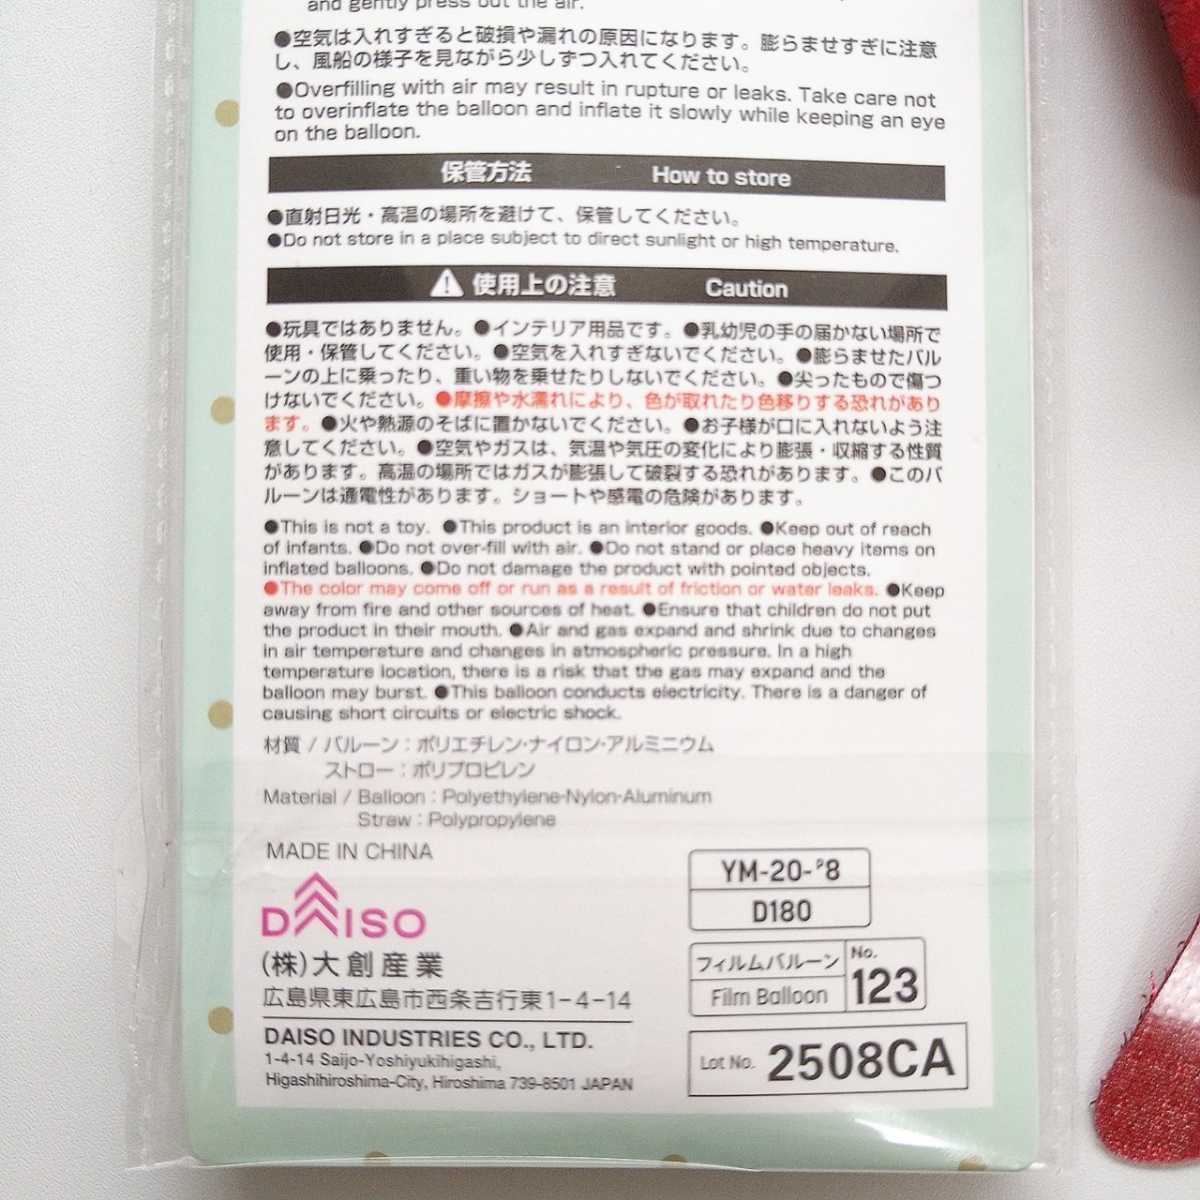 and gently press out the air.
●空気は入れすぎると破損や漏れの原因になります。膨らませすぎに注意
し、風船の様子を見ながら少しずつ入れてください。
●Overfilling with air may result in rupture or leaks. Take care not
to overinflate the balloon and inflate it slowly while keeping an eye
on the balloon.
保管方法 How to store
●直射日光・高温の場所を避けて、保管してください。
●Do not store in a place subject to direct sunlight or high temperature.
⚠使用上の注意 Caution
●玩具ではありません。●インテリア用品です。●乳幼児の手の届かない場所で
使用・保管してください。●空気を入れすぎないでください。●膨らませたバル
ーンの上に乗ったり、重い物を乗せたりしないでください。●尖ったもので傷つ
けないでください。●摩擦や水濡れにより、色が取れたり色移りする恐れがあり
ます。●火や熱源のそばに置かないでください。●お子様が口に入れないよう注
意してください。●空気やガスは、気温や気圧の変化により膨張・収縮する性質
があります。高温の場所ではガスが膨張して破裂する恐れがあります。●このバ
ルーンは通電性があります。ショートや感電の危険があります。
●This is not a toy. ●This product is an interior goods. ●Keep out of reach
of infants. ●Do not over-fill with air. ●Do not stand or place heavy items on
inflated balloons. ●Do not damage the product with pointed objects.
●The color may come off or run as a result of friction or water leaks. ●Keep
away from fire and other sources of heat. ●Ensure that children do not put
the product in their mouth. ●Air and gas expand and shrink due to changes
in air temperature and changes in atmospheric pressure. In a high
temperature location, there is a risk that the gas may expand and the
balloon may burst. ●This balloon conducts electricity. There is a danger of
causing short circuits or electric shock.
材質 / バルーン：ポリエチレン・ナイロン・アルミニウム
ストロー：ポリプロピレン
Material / Balloon : Polyethylene-Nylon-Aluminum
Straw : Polypropylene
MADE IN CHINA
DAISO
(株)大創産業
広島県東広島市西条吉行東1-4-14
DAISO INDUSTRIES CO., LTD.
1-4-14 Saijo-Yoshiyukihigashi,
Higashihiroshima-City, Hiroshima 739-8501 JAPAN
YM-20-P8
D180
フィルムバルーン
Film Balloon
No.
123
Lot No. 2508CA